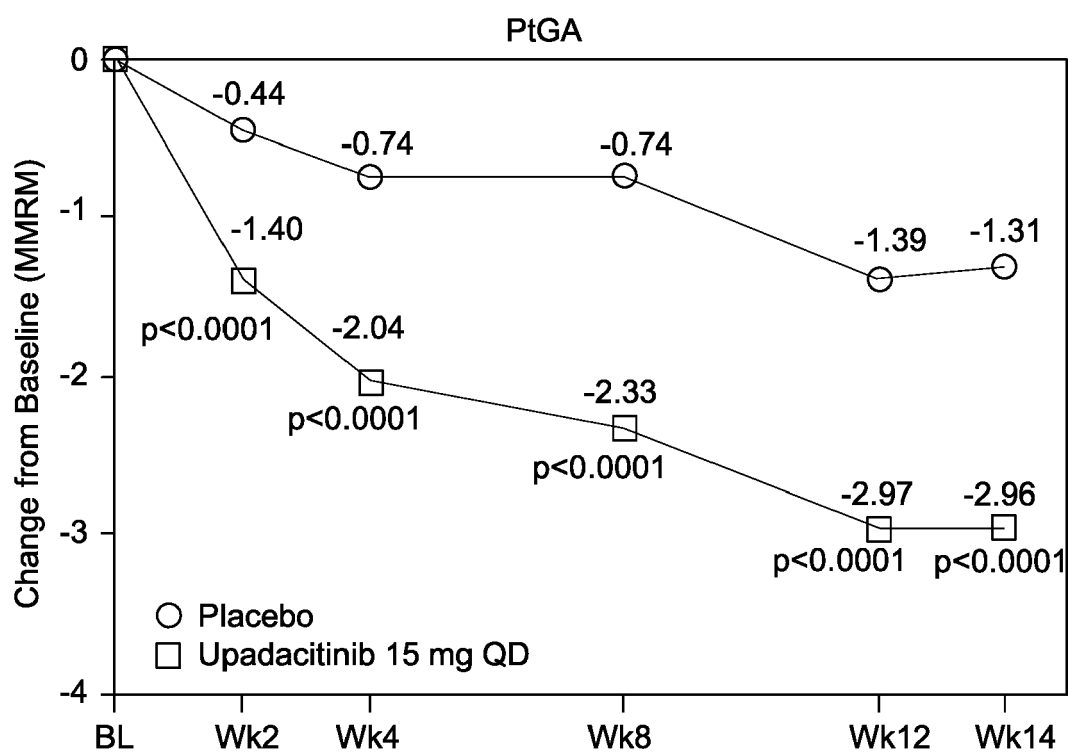 PtGA
Change from Baseline (MMRM)
0
-1
-2
-3
-4
-0.44
-0.74
-0.74
-1.39
-1.31
-1.40
p<0.0001
-2.04
p<0.0001
-2.33
p<0.0001
-2.97
p<0.0001
-2.96
p<0.0001
Placebo
Upadacitinib 15 mg QD
BL Wk2 Wk4 Wk8 Wk12 Wk14